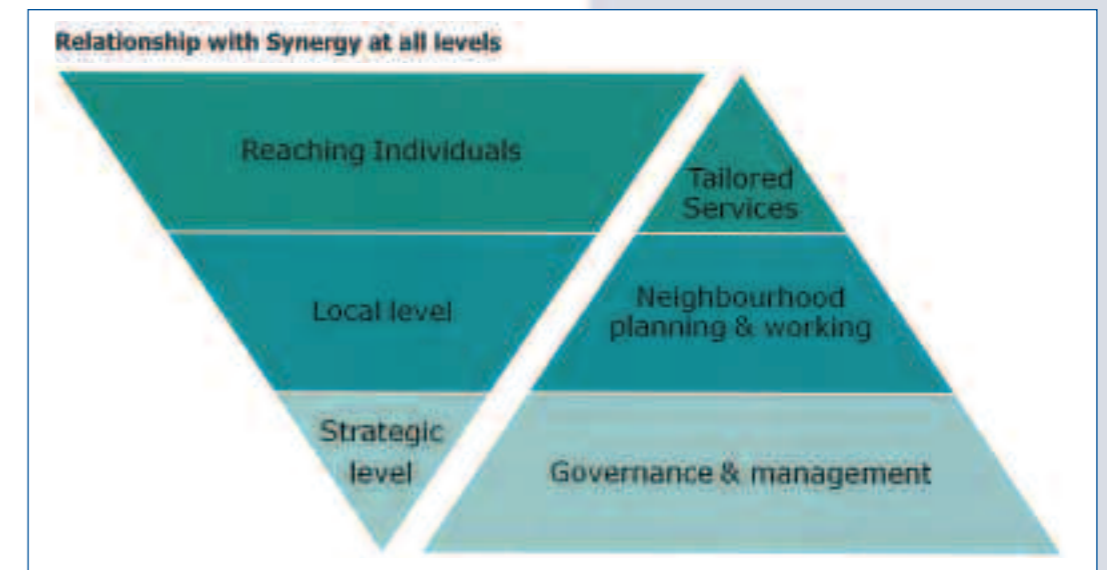 Relationship with Synergy at all levels
Reaching Individuals
Tailored
Services
Local level
Neighbourhood
planning & working
Strategic
level
Governance & management